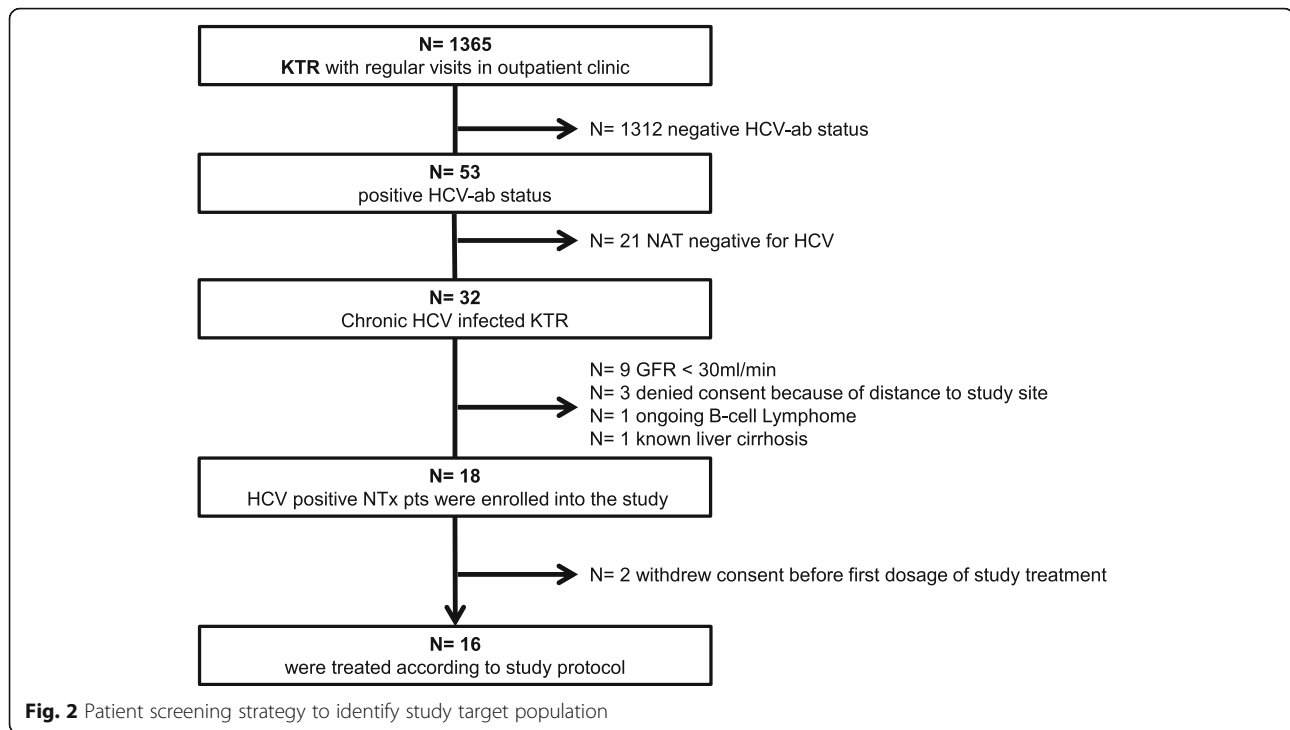 N= 1365
KTR with regular visits in outpatient clinic
N= 1312 negative HCV-ab status
N= 53
positive HCV-ab status
N= 21 NAT negative for HCV
N= 32
Chronic HCV infected KTR
N= 9 GFR < 30ml/min
N= 3 denied consent because of distance to study site
N= 1 ongoing B-cell Lymphome
N= 1 known liver cirrhosis
N= 18
HCV positive NTx pts were enrolled into the study
N= 2 withdrew consent before first dosage of study treatment
N= 16
were treated according to study protocol
Fig. 2 Patient screening strategy to identify study target population